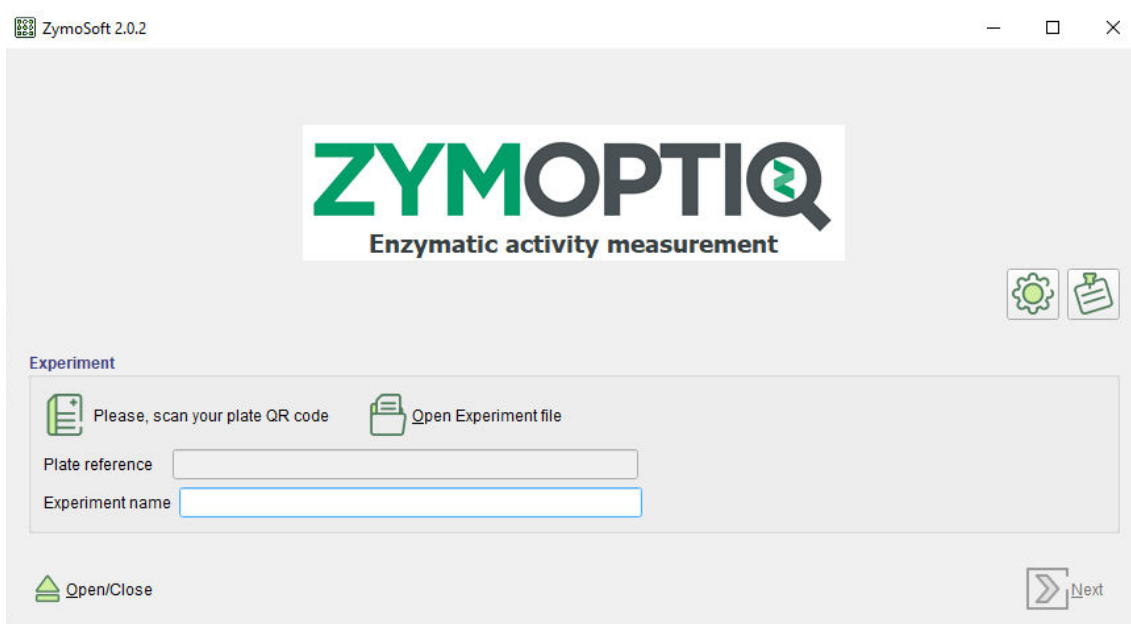 ZymoSoft 2.0.2
ZYMOPTIQ
Enzymatic activity measurement
Experiment
Please, scan your plate QR code
Open Experiment file
Plate reference
Experiment name
Open/Close
Next